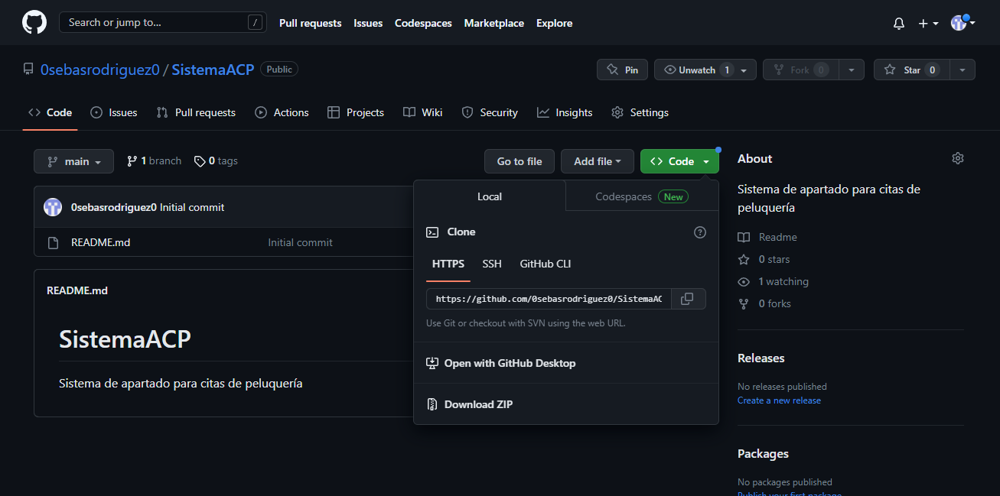 Search or jump to... /
Pull requests Issues Codespaces Marketplace Explore
0sebasrodriguez0 / SistemaACP Public
Pin Unwatch 1 Fork 0 Star 0
Code Issues Pull requests Actions Projects Wiki Security Insights Settings
main 1 branch 0 tags
Go to file Add file Code
0sebasrodriguez0 Initial commit
README.md Initial commit
README.md
SistemaACP
Sistema de apartado para citas de peluquería
Local Codespaces New
Clone
HTTPS SSH GitHub CLI
https://github.com/0sebasrodriguez0/SistemaAC
Use Git or checkout with SVN using the web URL.
Open with GitHub Desktop
Download ZIP
About
Sistema de apartado para citas de
peluquería
Readme
0 stars
1 watching
0 forks
Releases
No releases published
Create a new release
Packages
No packages published
Publish your first package